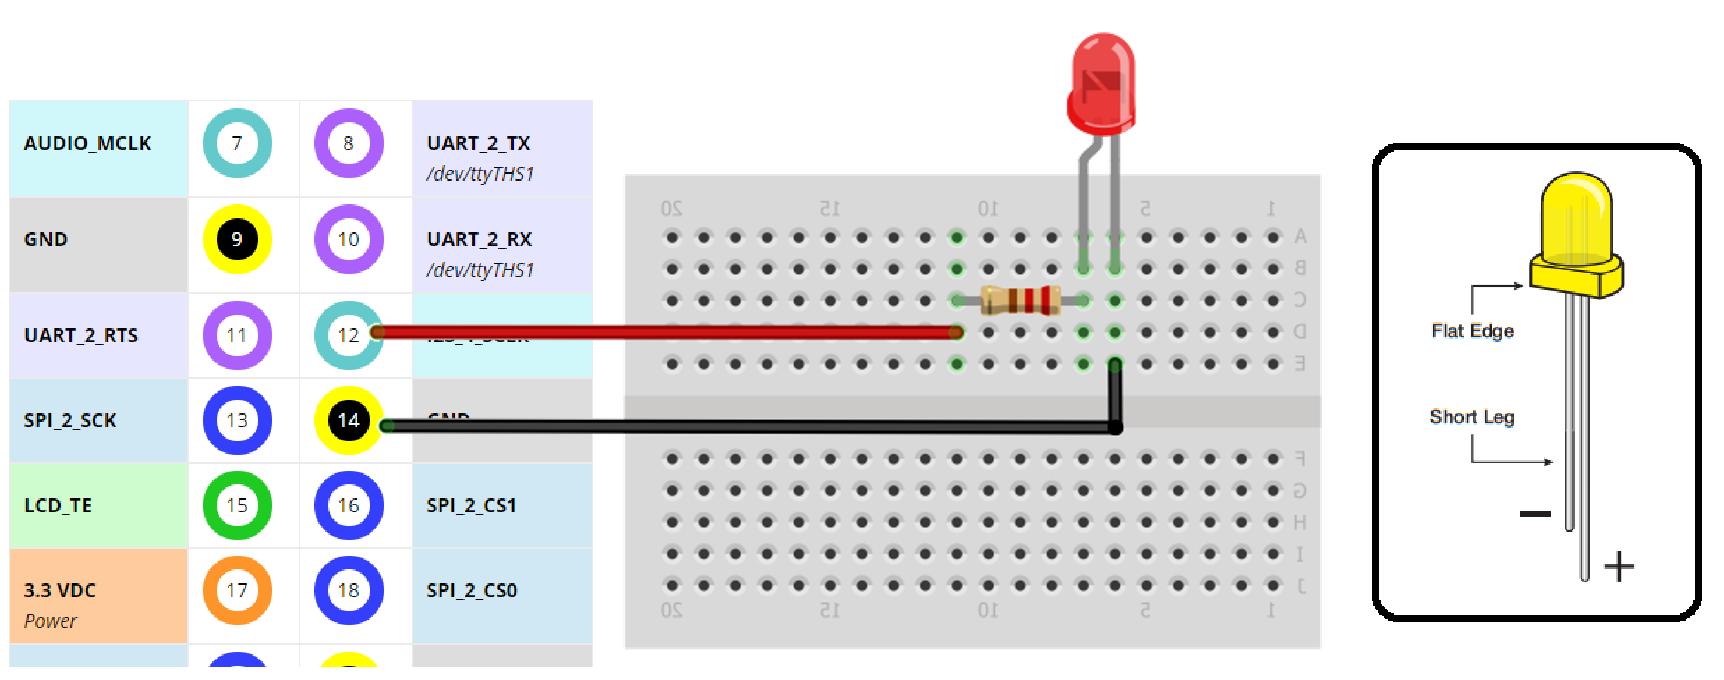 AUDIO_MCLK 7 8 UART_2_TX
/dev/ttyTHS1
GND 9 10 UART_2_RX
/dev/ttyTHS1
UART_2_RTS 11 12
SPI_2_SCK 13 14 GND
LCD_TE 15 16 SPI_2_CS1
3.3 VDC 17 18 SPI_2_CS0
Power
20 15 10 5 1
A
B
C
D
E
F
G
H
I
J
20 15 10 5 1
Flat Edge
Short Leg
−
+